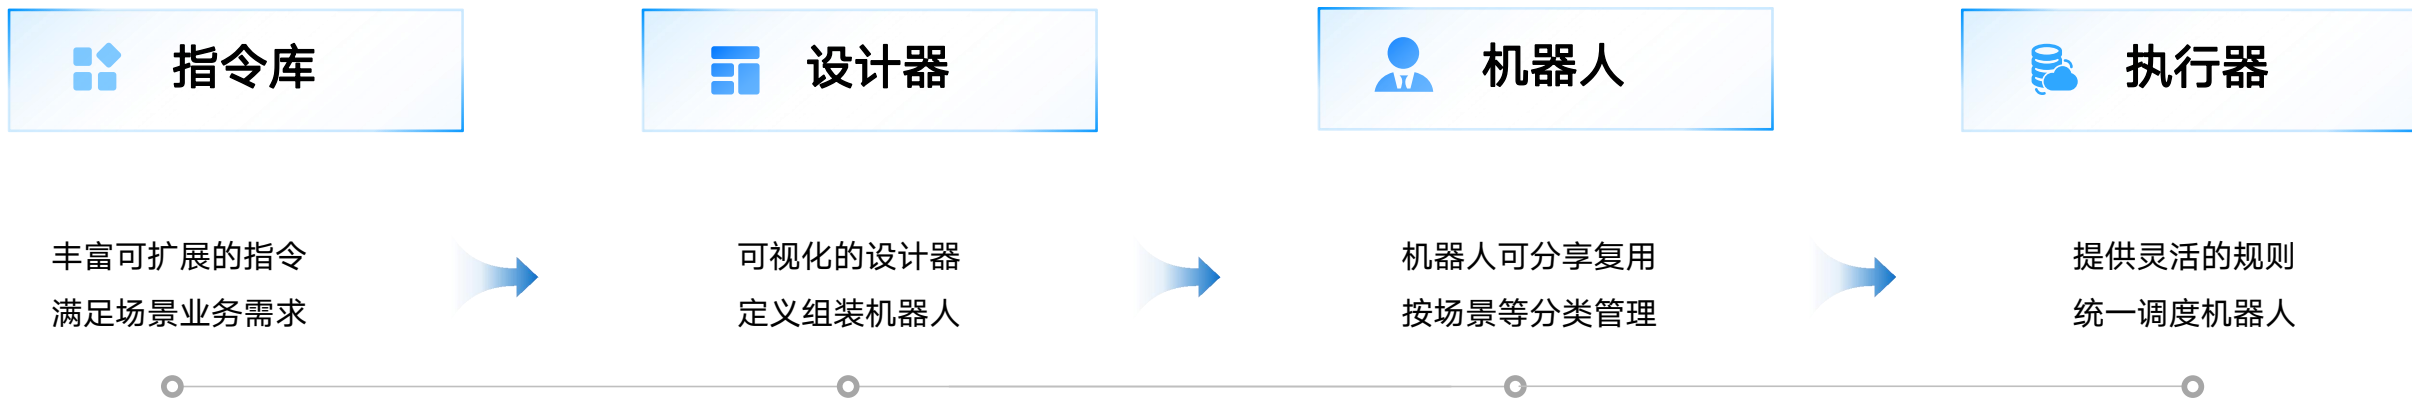 指令库
设计器
机器人
执行器
丰富可扩展的指令
满足场景业务需求
可视化的设计器
定义组装机器人
机器人可分享复用
按场景等分类管理
提供灵活的规则
统一调度机器人